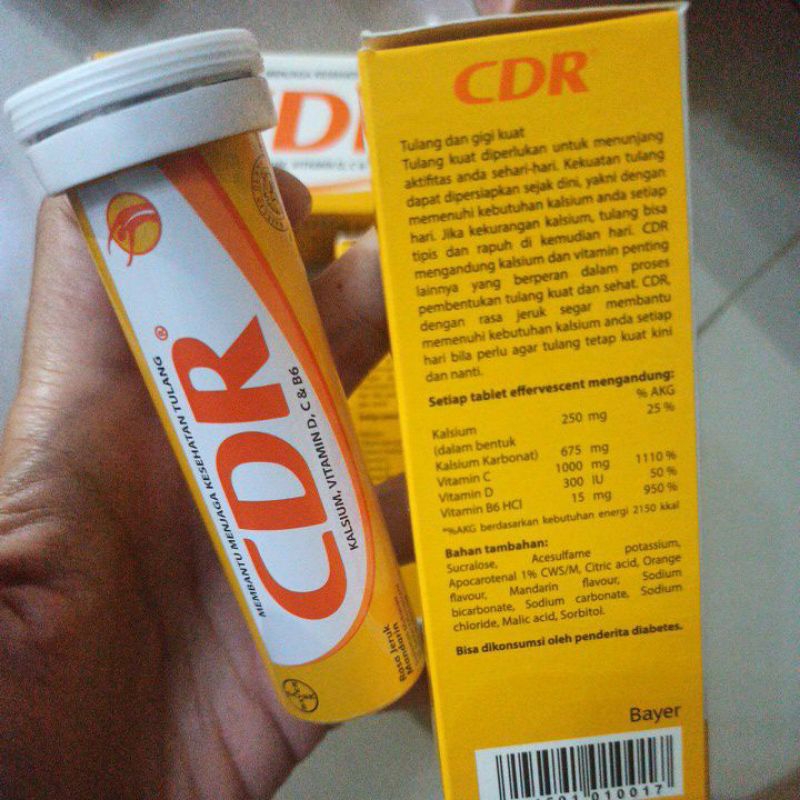 MEMBANTU MENJAGA KESEHATAN TULANG
CDR®
KALSIUM, VITAMIN D, C & B6
Rasa Jeruk
Mandarin
CDR
Tulang dan gigi kuat
Tulang kuat diperlukan untuk menunjang
aktifitas anda sehari-hari. Kekuatan tulang
dapat dipersiapkan sejak dini, yakni dengan
memenuhi kebutuhan kalsium anda setiap
hari. Jika kekurangan kalsium, tulang bisa
tipis dan rapuh di kemudian hari. CDR
mengandung kalsium dan vitamin penting
lainnya yang berperan dalam proses
pembentukan tulang kuat dan sehat. CDR,
dengan rasa jeruk segar membantu
memenuhi kebutuhan kalsium anda setiap
hari bila perlu agar tulang tetap kuat kini
dan nanti.
Setiap tablet effervescent mengandung:
% AKG
Kalsium 250 mg 25 %
(dalam bentuk
Kalsium Karbonat) 675 mg
Vitamin C 1000 mg 1110 %
Vitamin D 300 IU 50 %
Vitamin B6 HCl 15 mg 950 %
*%AKG berdasarkan kebutuhan energi 2150 kkal
Bahan tambahan:
Sucralose, Acesulfame potassium,
Apocarotenal 1% CWS/M, Citric acid, Orange
flavour, Mandarin flavour, Sodium
bicarbonate, Sodium carbonate, Sodium
chloride, Malic acid, Sorbitol.
Bisa dikonsumsi oleh penderita diabetes.
Bayer